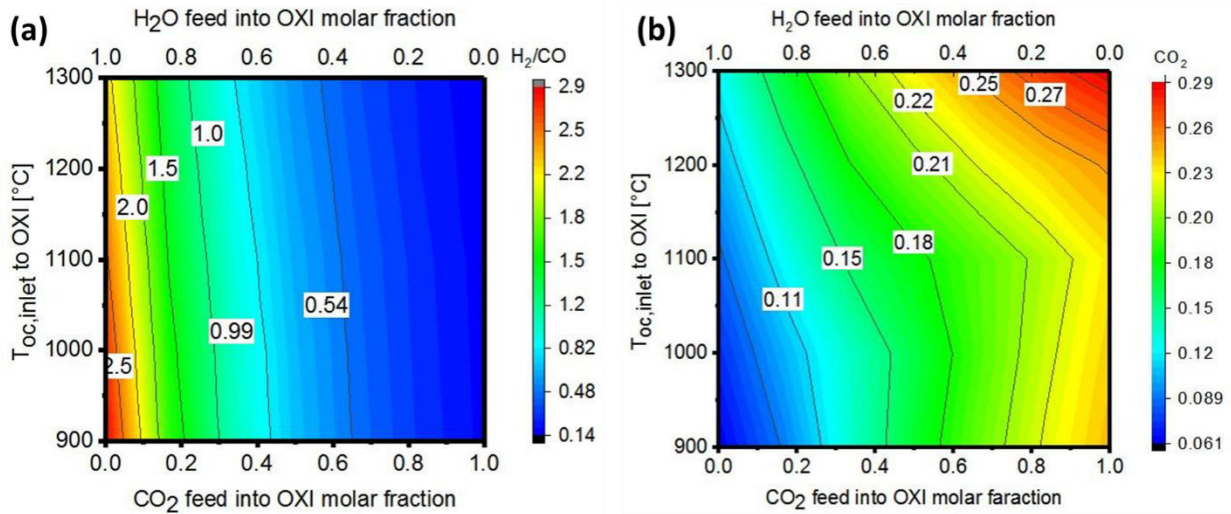 (a)
H2O feed into OXI molar fraction
1.0 0.8 0.6 0.4 0.2 0.0
H2/CO
Toc,inlet to OXI [°C]
1300
1200
1100
1000
900
1.0
1.5
2.0
0.54
0.99
2.5
2.9
2.5
2.2
1.8
1.5
1.2
0.82
0.48
0.14
0.0 0.2 0.4 0.6 0.8 1.0
CO2 feed into OXI molar fraction
(b)
H2O feed into OXI molar fraction
1.0 0.8 0.6 0.4 0.2 0.0
CO2
Toc,inlet to OXI [°C]
1300
1200
1100
1000
900
0.25
0.27
0.22
0.21
0.18
0.15
0.11
0.29
0.26
0.23
0.20
0.18
0.15
0.12
0.089
0.061
0.0 0.2 0.4 0.6 0.8 1.0
CO2 feed into OXI molar faraction